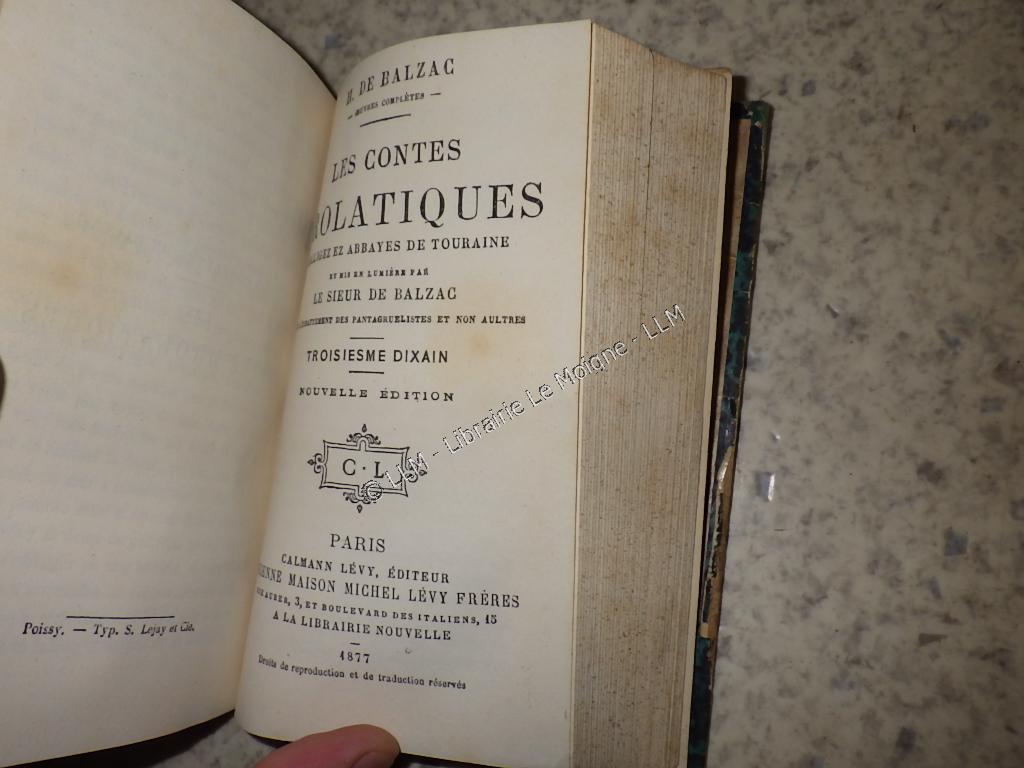 Poissy. — Typ. S. Lejay et Cie.
H. DE BALZAC
— ŒUVRES COMPLÈTES —
LES CONTES
ROLATIQUES
EZ ABBAYES DE TOURAINE
ET MIS EN LUMIÈRE PAR
LE SIEUR DE BALZAC
DES PANTAGRUELISTES ET NON AULTRES
TROISIESME DIXAIN
NOUVELLE ÉDITION
C · L
PARIS
CALMANN LÉVY, ÉDITEUR
MAISON MICHEL LÉVY FRÈRES
3, ET BOULEVARD DES ITALIENS, 15
A LA LIBRAIRIE NOUVELLE
1877
Droits de reproduction et de traduction réservés
© LLM - Librairie Le Moigne - LLM